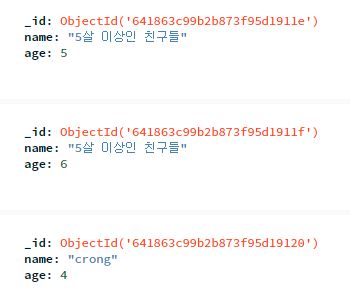 _id: ObjectId('641863c99b2b873f95d1911e')
name: "5살 이상인 친구들"
age: 5
_id: ObjectId('641863c99b2b873f95d1911f')
name: "5살 이상인 친구들"
age: 6
_id: ObjectId('641863c99b2b873f95d19120')
name: "crong"
age: 4